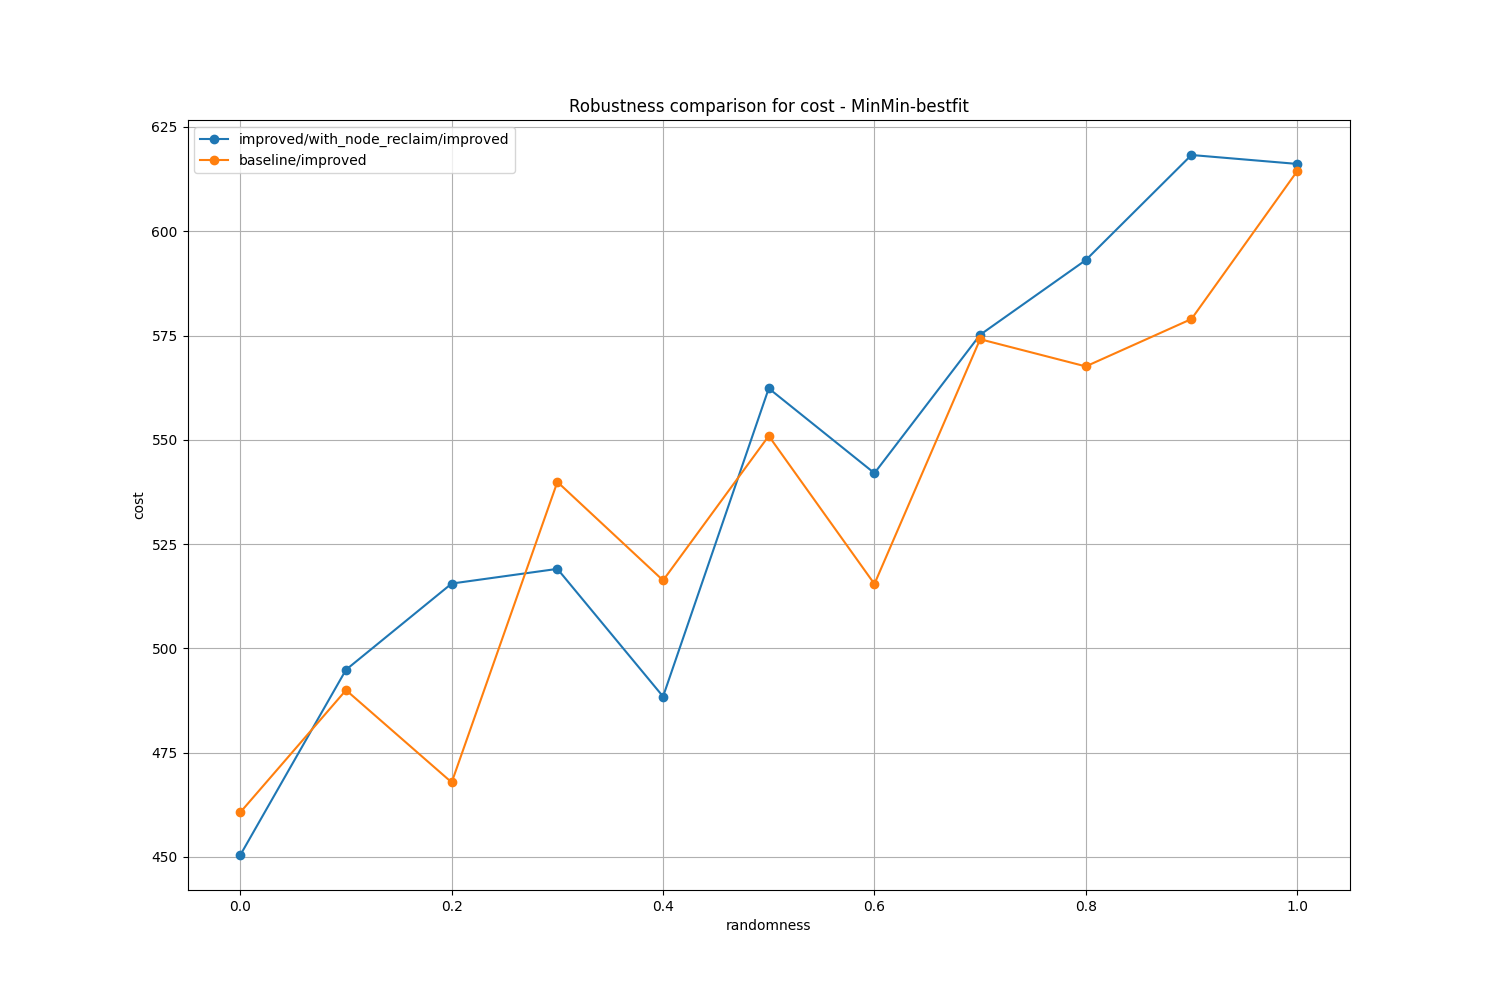 Robustness comparison for cost - MinMin-bestfit
improved/with_node_reclaim/improved
baseline/improved
625
600
575
550
525
500
475
450
cost
0.0 0.2 0.4 0.6 0.8 1.0
randomness